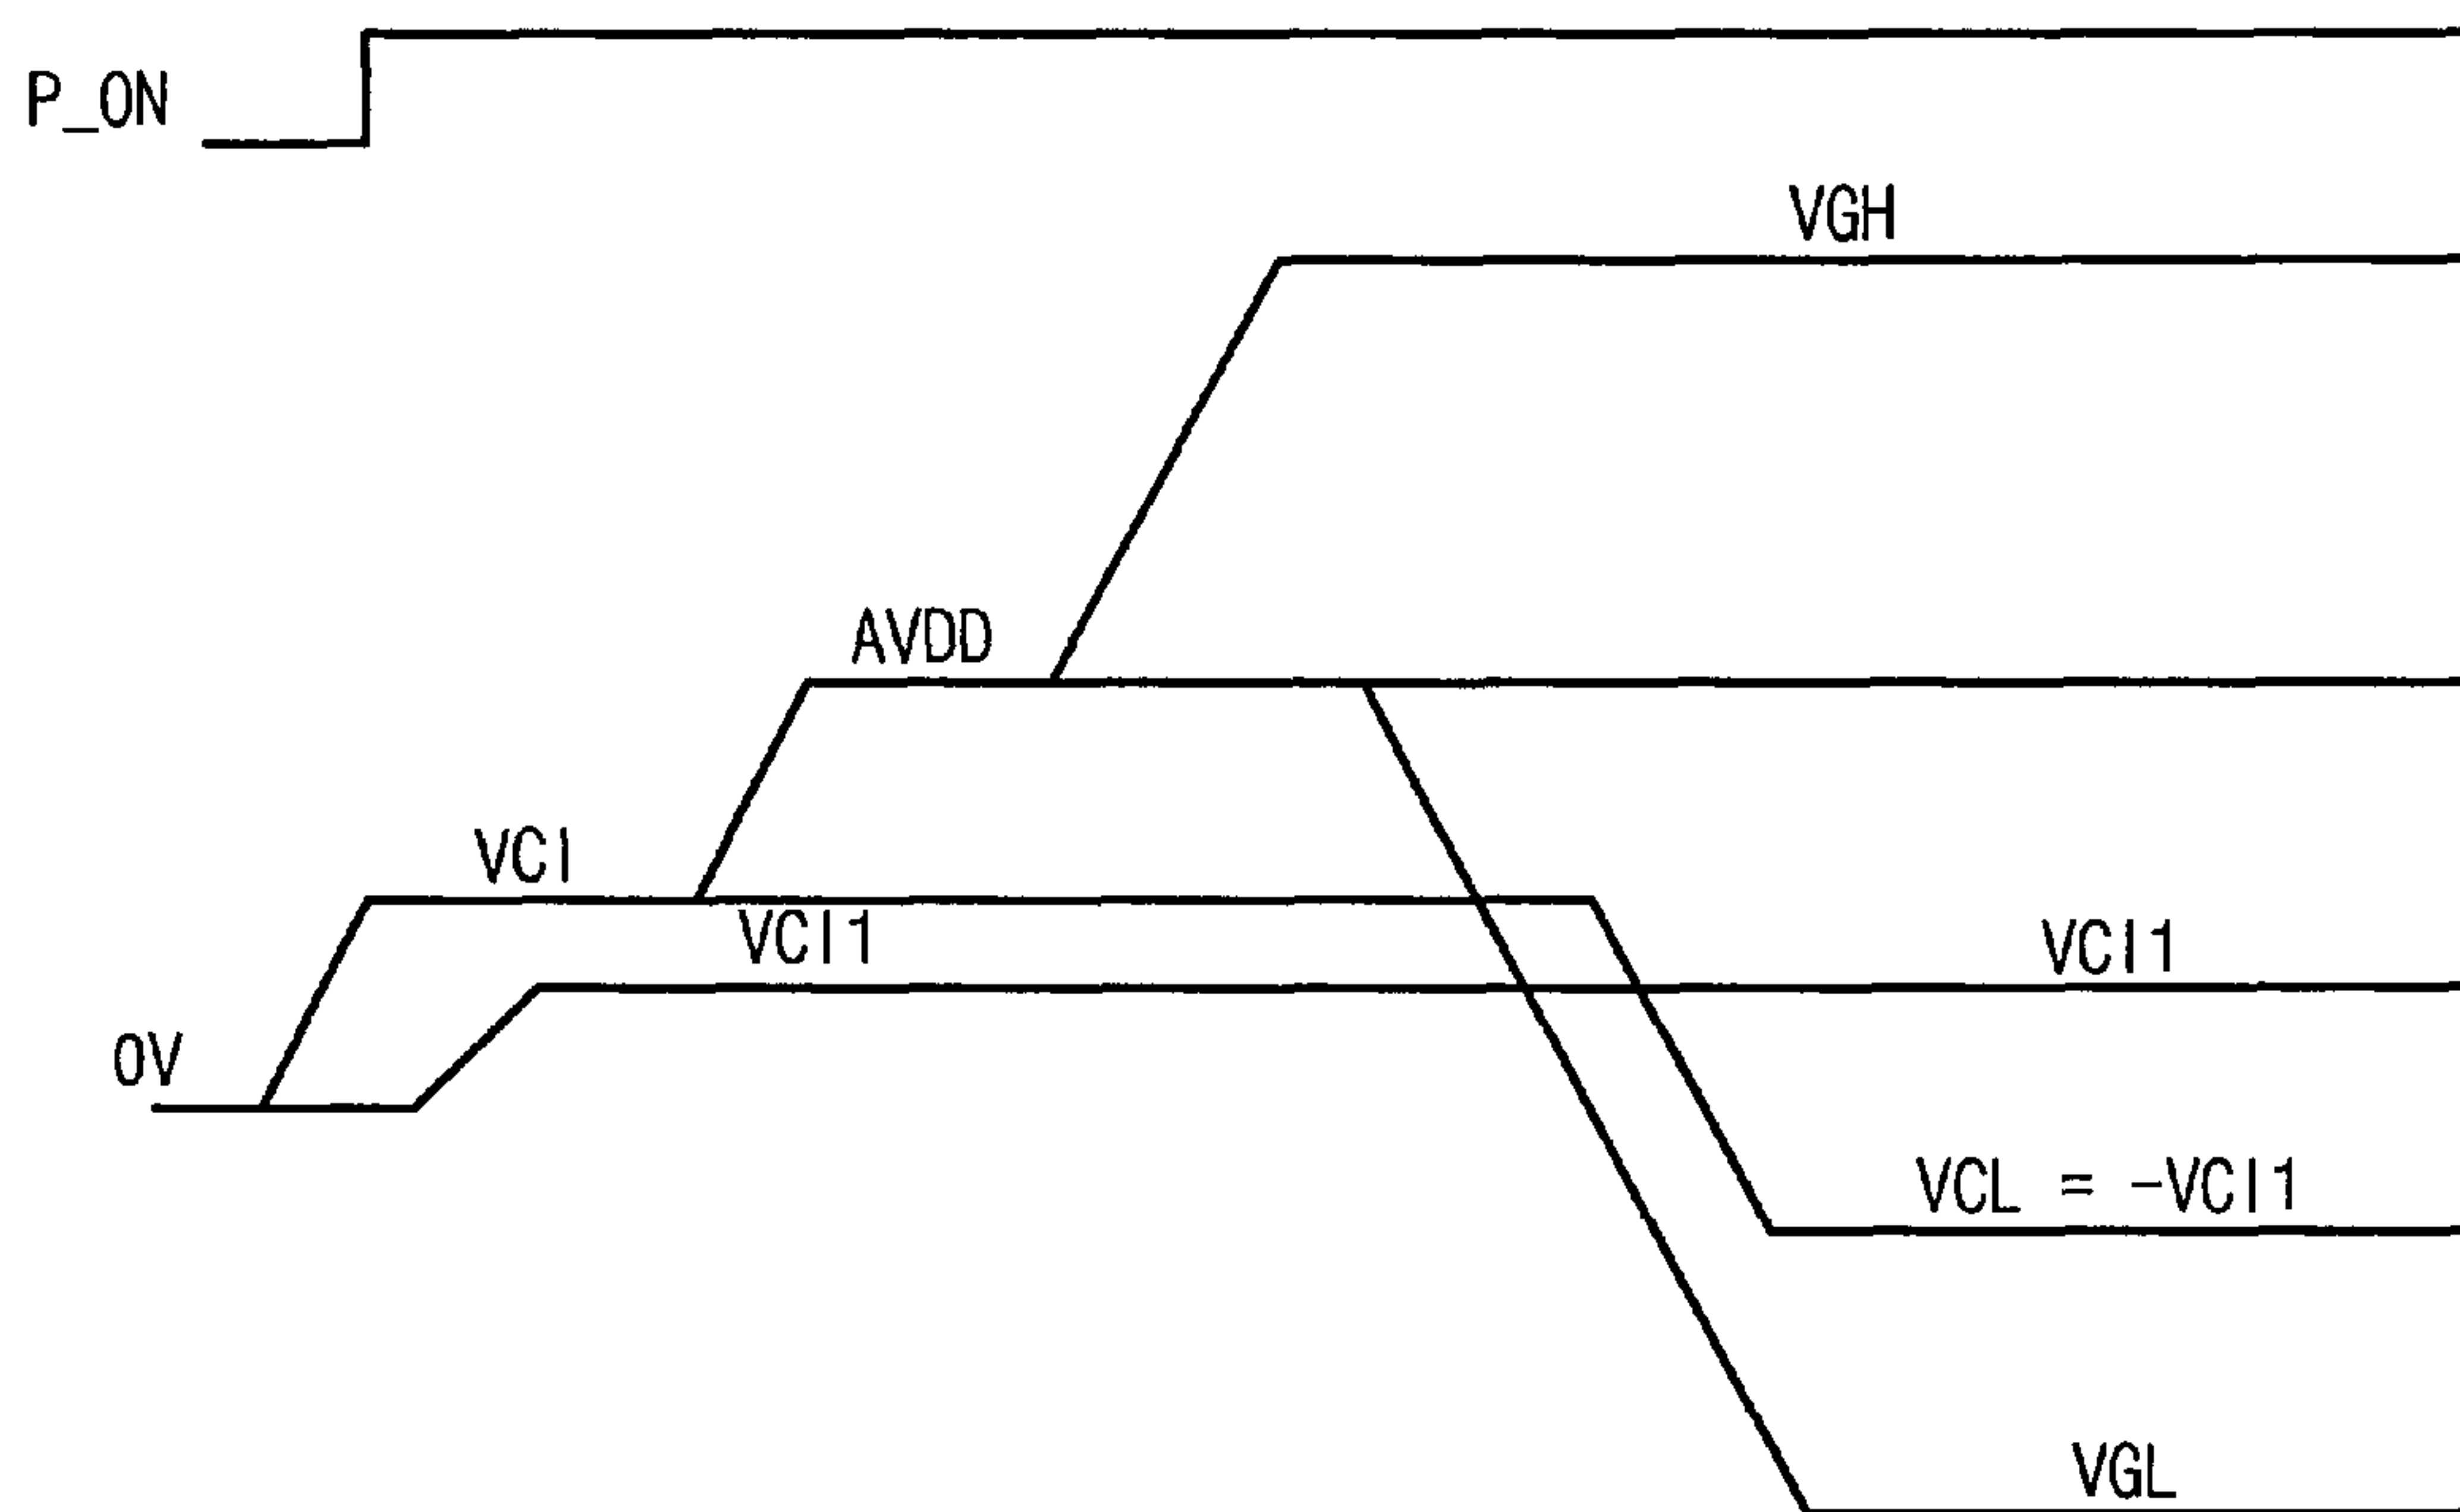 P_ON
VGH
AVDD
VCI
VCI1
VCI1
0V
VCL = -VCI1
VGL